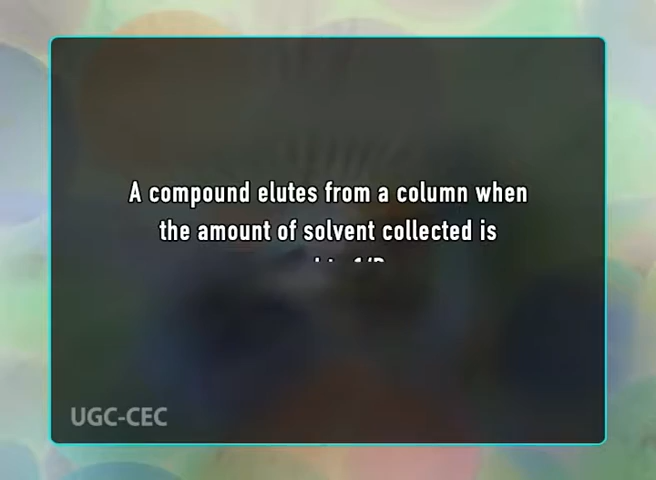 A compound elutes from a column when
the amount of solvent collected is
UGC-CEC